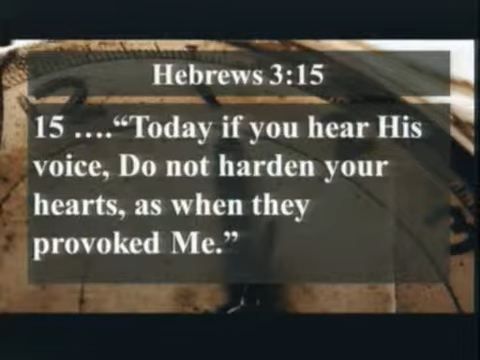 Hebrews 3:15
15 ....“Today if you hear His
voice, Do not harden your
hearts, as when they
provoked Me.”